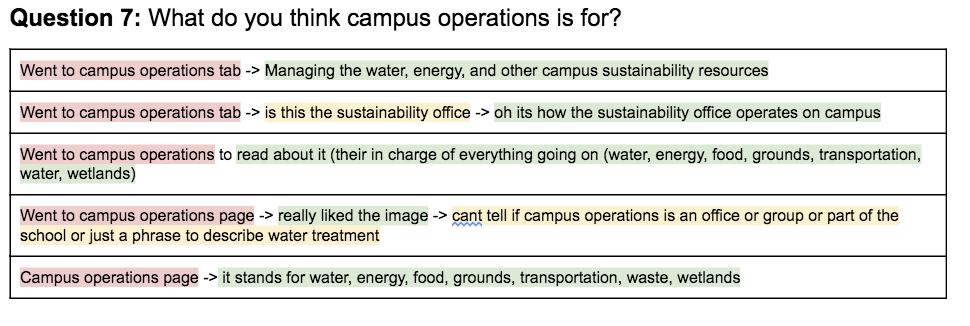 Question 7: What do you think campus operations is for?
Went to campus operations tab -> Managing the water, energy, and other campus sustainability resources
Went to campus operations tab -> is this the sustainability office -> oh its how the sustainability office operates on campus
Went to campus operations to read about it (their in charge of everything going on (water, energy, food, grounds, transportation,
water, wetlands)
Went to campus operations page -> really liked the image -> cant tell if campus operations is an office or group or part of the
school or just a phrase to describe water treatment
Campus operations page -> it stands for water, energy, food, grounds, transportation, waste, wetlands